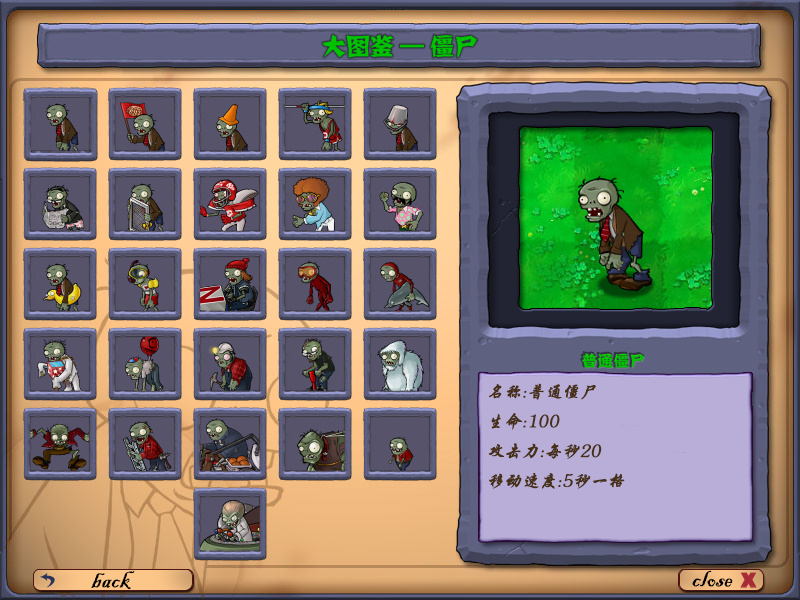 大图鉴 — 僵尸
普通僵尸
名称:普通僵尸
生命:100
攻击力:每秒20
移动速度:5秒一格
back
close X